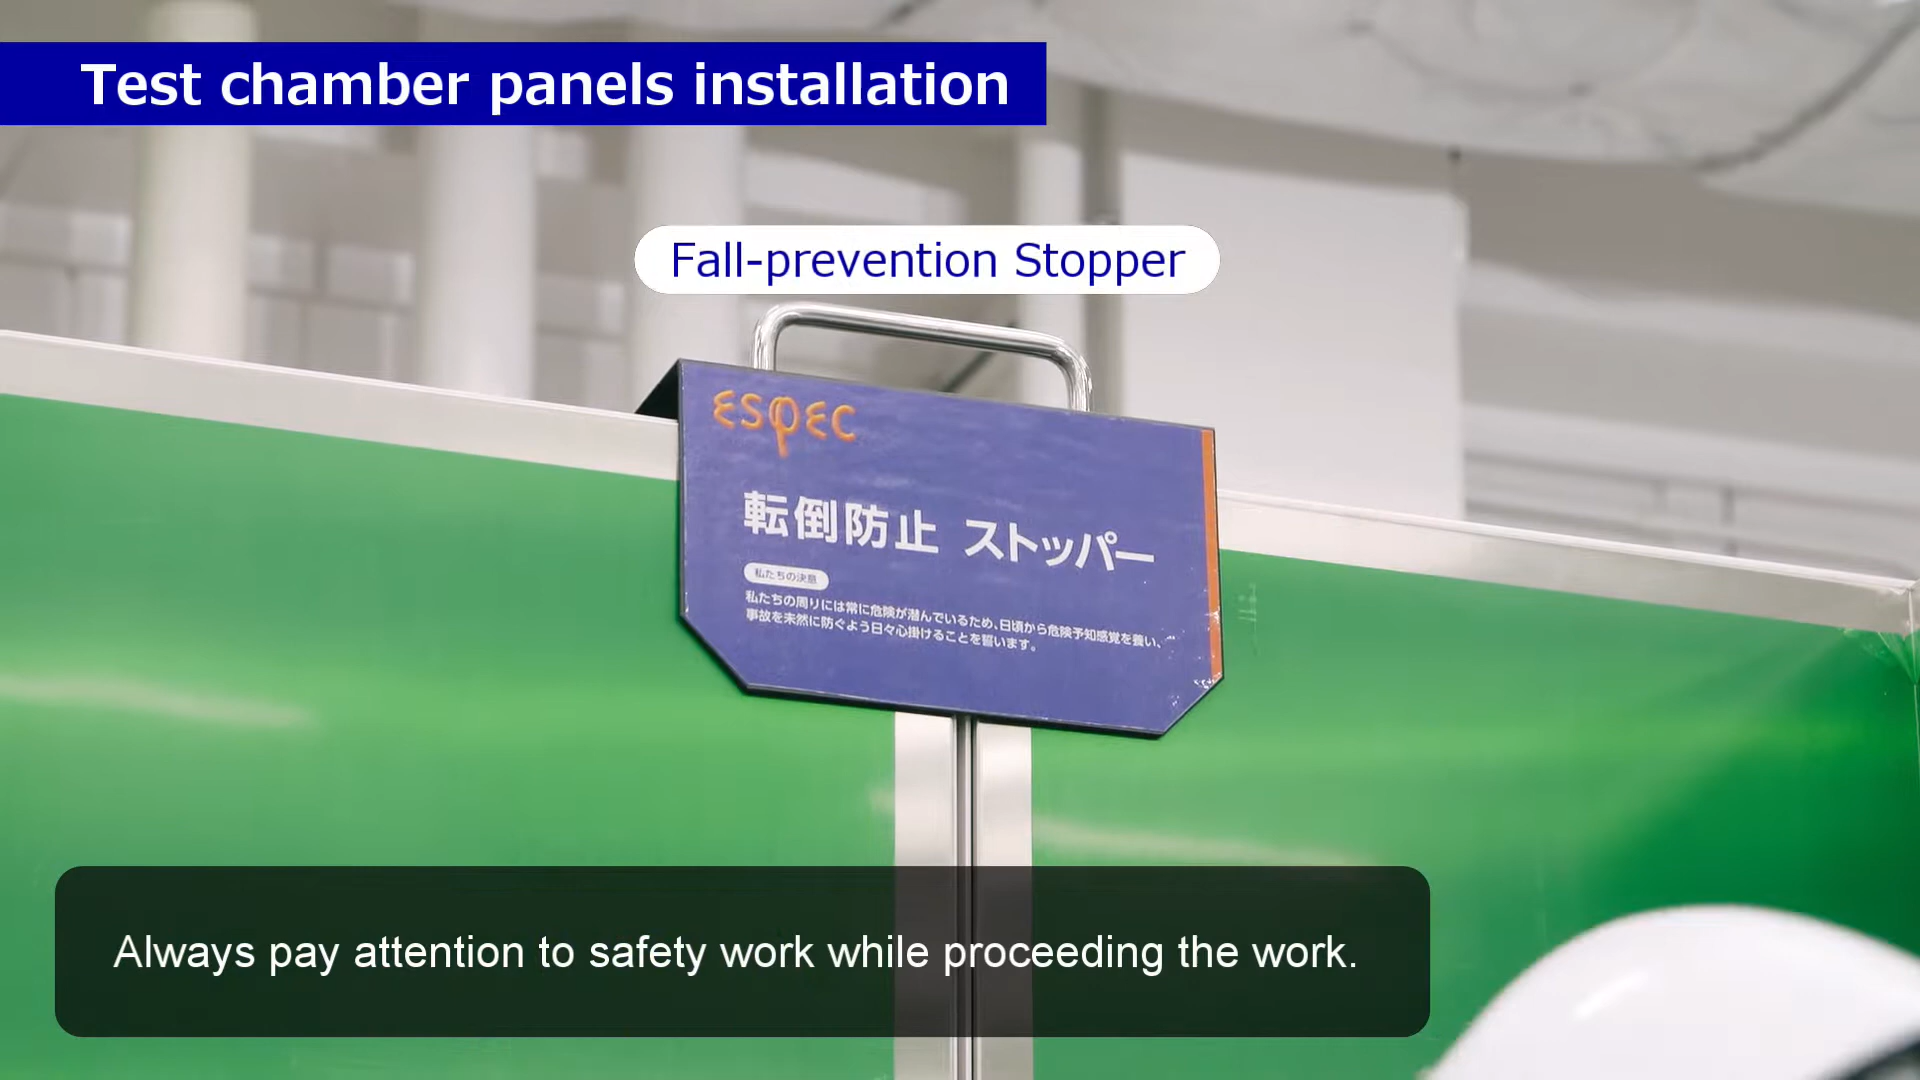 Test chamber panels installation
Fall-prevention Stopper
ESPEC
転倒防止 ストッパー
私たちの決意
私たちの周りには常に危険が潜んでいるため、日頃から危険予知感覚を養い、
事故を未然に防ぐよう日々心掛けることを誓います。
Always pay attention to safety work while proceeding the work.